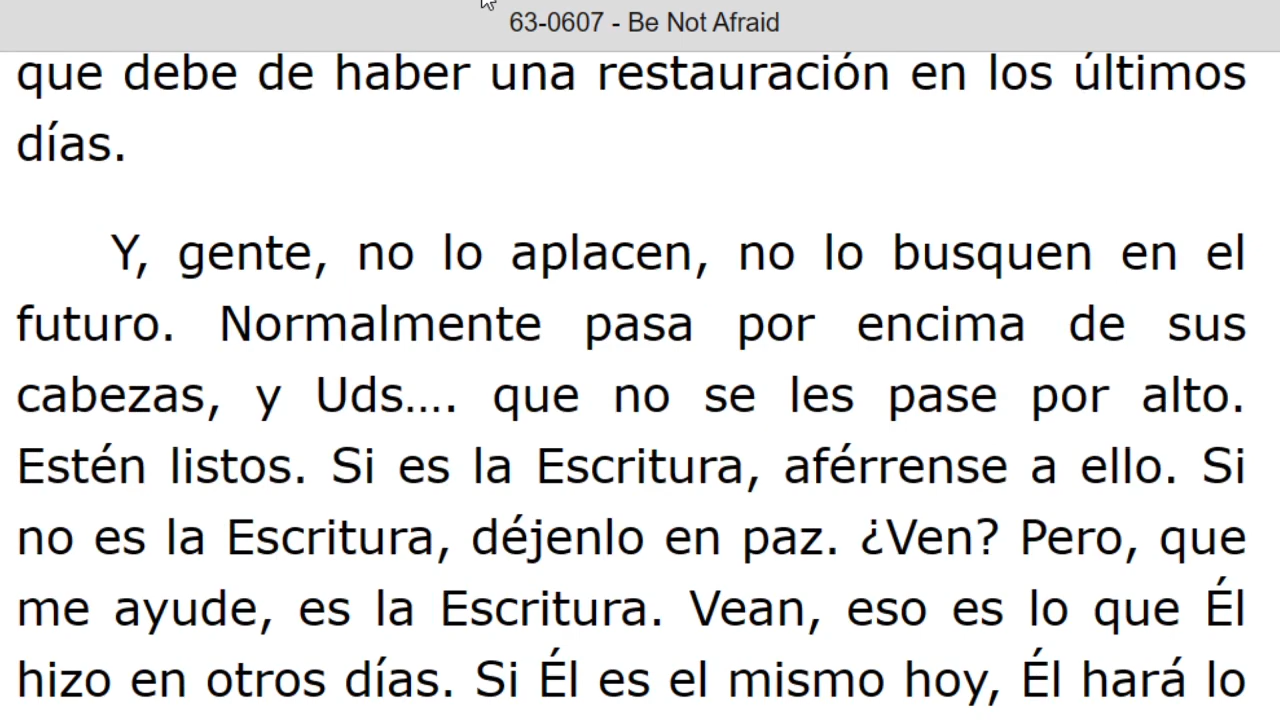 63-0607 - Be Not Afraid
que debe de haber una restauración en los últimos
días.
Y, gente, no lo aplacen, no lo busquen en el
futuro. Normalmente pasa por encima de sus
cabezas, y Uds.... que no se les pase por alto.
Estén listos. Si es la Escritura, aférrense a ello. Si
no es la Escritura, déjenlo en paz. ¿Ven? Pero, que
me ayude, es la Escritura. Vean, eso es lo que Él
hizo en otros días. Si Él es el mismo hoy, Él hará lo